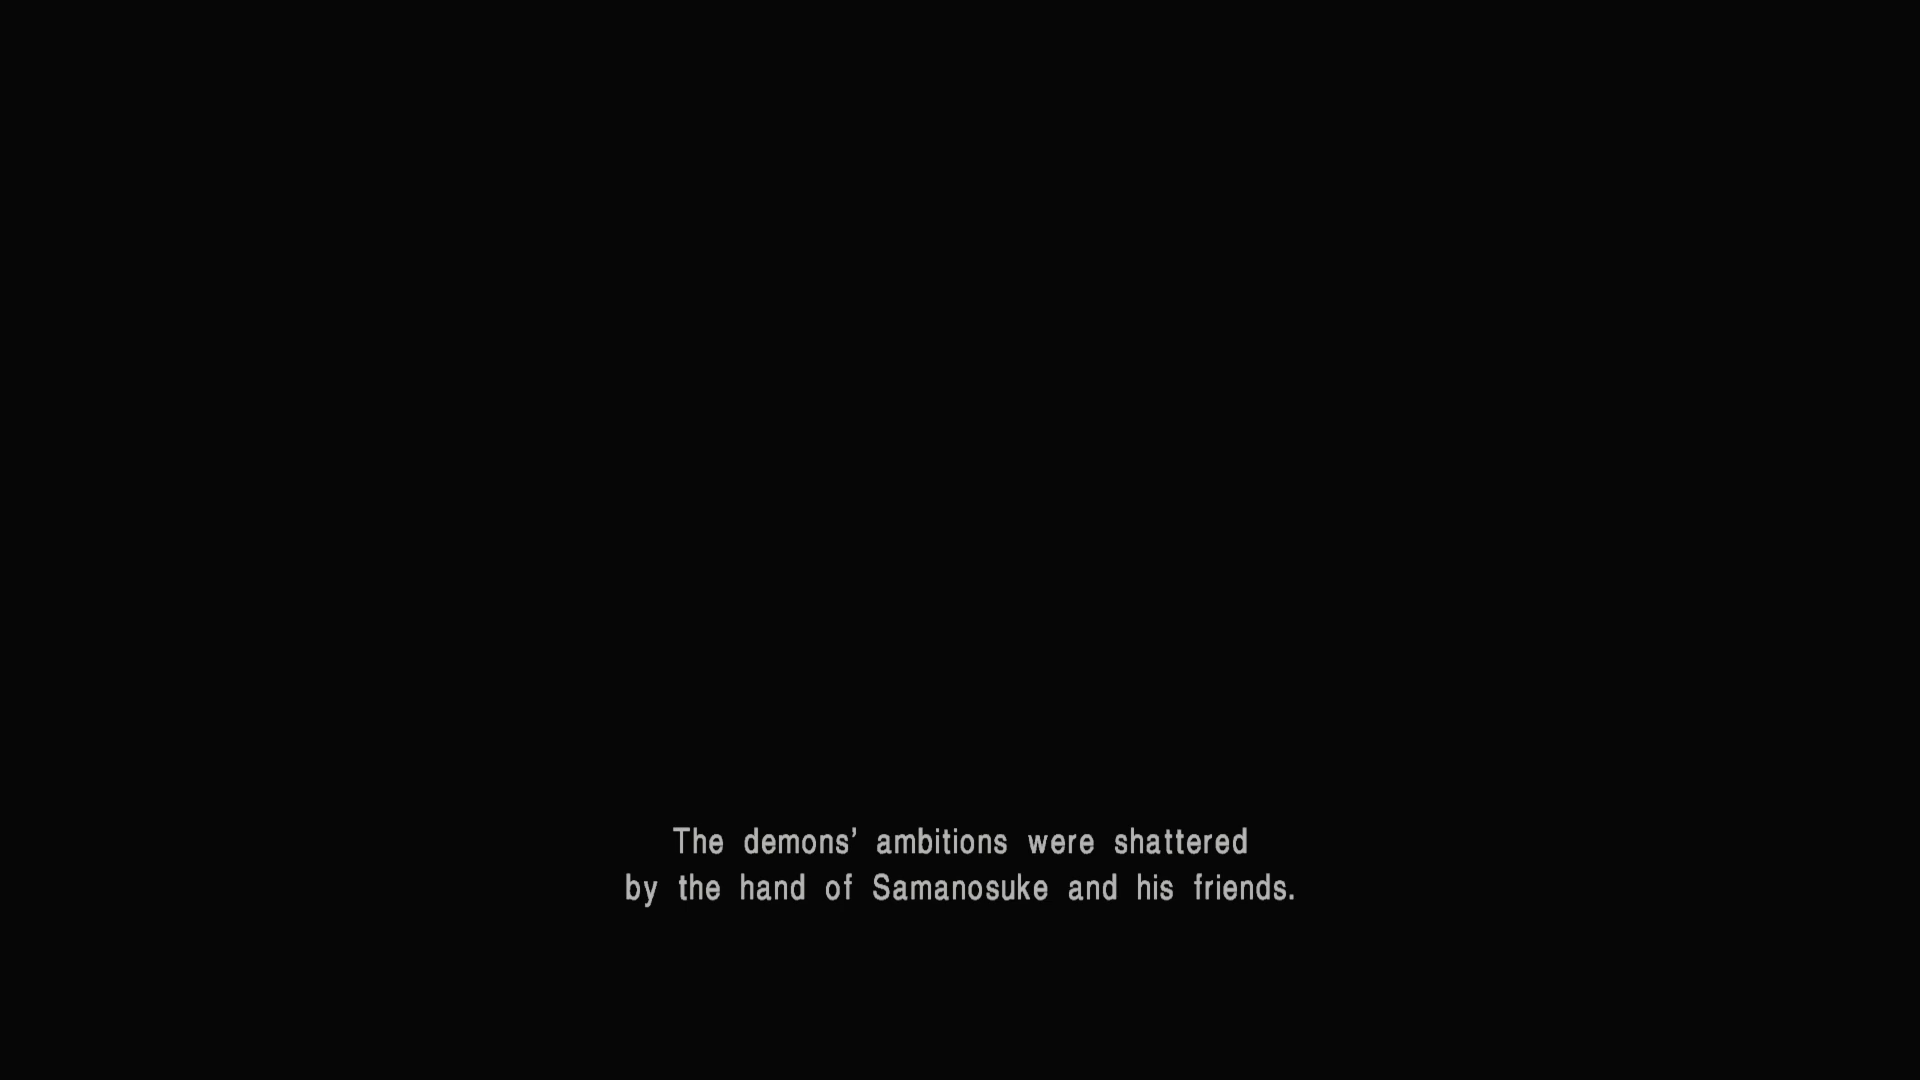 The demons’ ambitions were shattered
by the hand of Samanosuke and his friends.